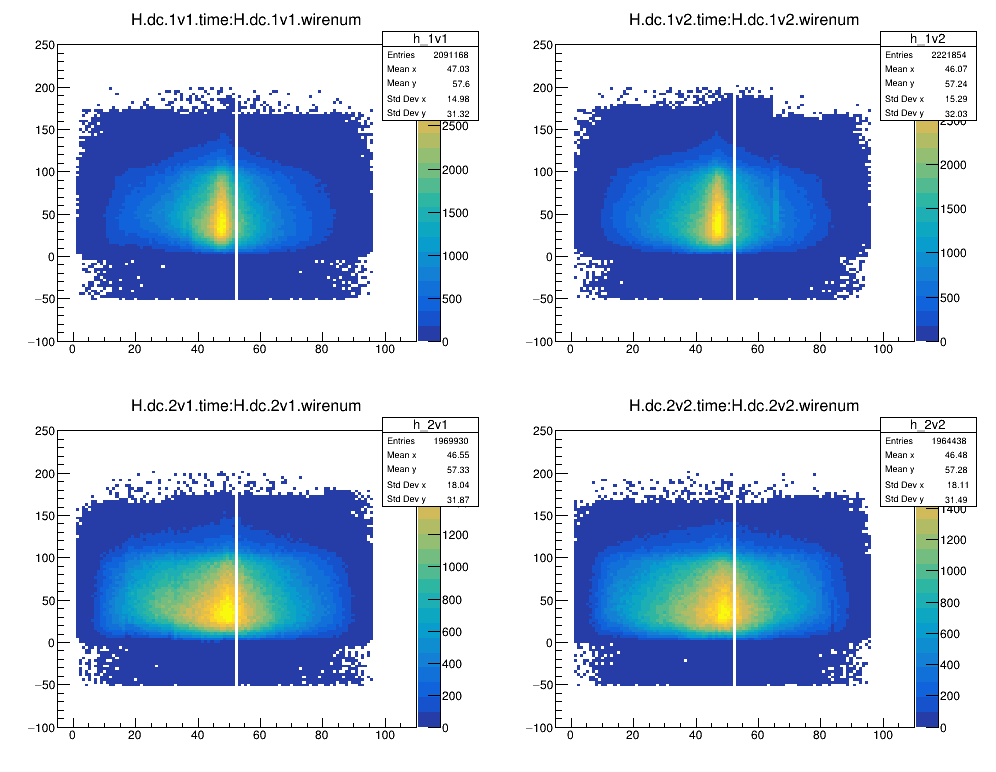 H.dc.1v1.time:H.dc.1v1.wirenum
h_1v1
Entries 2091168
Mean x 47.03
Mean y 57.6
Std Dev x 14.98
Std Dev y 31.32
250
200
150
100
50
0
−50
−100
0 20 40 60 80 100
2500
2000
1500
1000
500
0
H.dc.1v2.time:H.dc.1v2.wirenum
h_1v2
Entries 2221854
Mean x 46.07
Mean y 57.24
Std Dev x 15.29
Std Dev y 32.03
250
200
150
100
50
0
−50
−100
0 20 40 60 80 100
2500
2000
1500
1000
500
0
H.dc.2v1.time:H.dc.2v1.wirenum
h_2v1
Entries 1969930
Mean x 46.55
Mean y 57.33
Std Dev x 18.04
Std Dev y 31.87
250
200
150
100
50
0
−50
−100
0 20 40 60 80 100
1200
1000
800
600
400
200
0
H.dc.2v2.time:H.dc.2v2.wirenum
h_2v2
Entries 1964438
Mean x 46.48
Mean y 57.28
Std Dev x 18.11
Std Dev y 31.49
250
200
150
100
50
0
−50
−100
0 20 40 60 80 100
1400
1200
1000
800
600
400
200
0